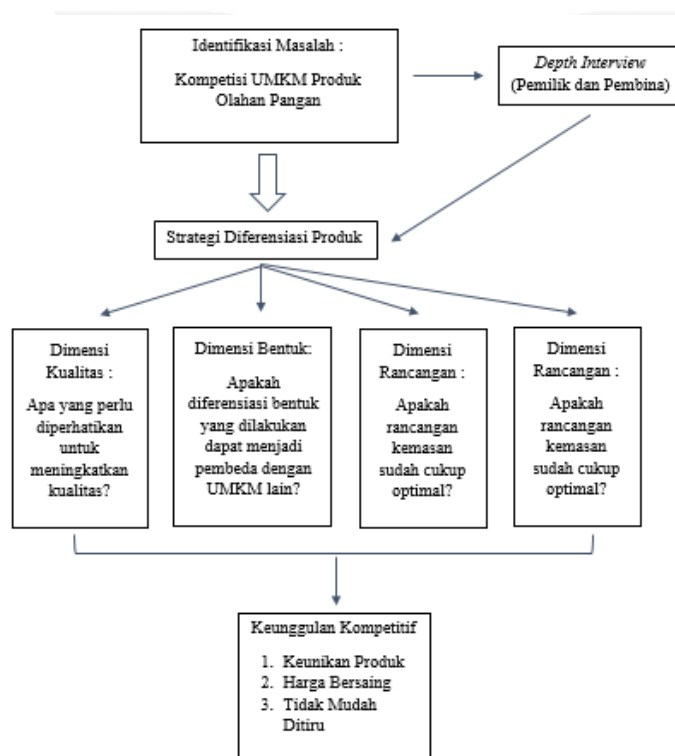 Identifikasi Masalah :
Kompetisi UMKM Produk
Olahan Pangan
Depth Interview
(Pemilik dan Pembina)
Strategi Diferensiasi Produk
Dimensi
Kualitas :
Apa yang perlu
diperhatikan
untuk
meningkatkan
kualitas?
Dimensi Bentuk:
Apakah
diferensiasi bentuk
yang dilakukan
dapat menjadi
pembeda dengan
UMKM lain?
Dimensi
Rancangan :
Apakah
rancangan
kemasan
sudah cukup
optimal?
Dimensi
Rancangan :
Apakah
rancangan
kemasan
sudah cukup
optimal?
Keunggulan Kompetitif
1. Keunikan Produk
2. Harga Bersaing
3. Tidak Mudah
Ditiru